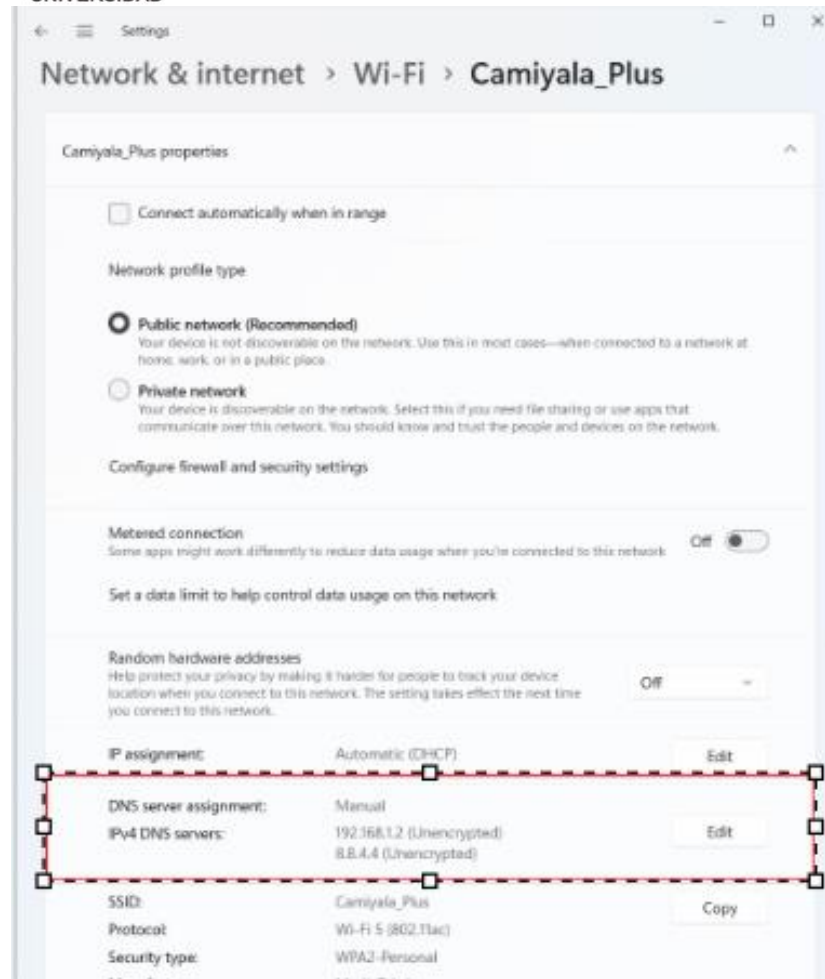 Settings
Network & internet > Wi-Fi > Camiyala_Plus
Camiyala_Plus properties
Connect automatically when in range
Network profile type
Public network (Recommended)
Your device is not discoverable on the network. Use this in most cases—when connected to a network at
home, work, or in a public place.
Private network
Your device is discoverable on the network. Select this if you need file sharing or use apps that
communicate over this network. You should know and trust the people and devices on the network.
Configure firewall and security settings
Metered connection
Some apps might work differently to reduce data usage when you're connected to this network
Off
Set a data limit to help control data usage on this network
Random hardware addresses
Help protect your privacy by making it harder for people to track your device
location when you connect to this network. The setting takes effect the next time
you connect to this network.
Off
IP assignment: Automatic (DHCP) Edit
DNS server assignment: Manual
IPv4 DNS servers: 192.168.1.2 (Unencrypted) Edit
8.8.4.4 (Unencrypted)
SSID: Camiyala_Plus Copy
Protocol: Wi-Fi 5 (802.11ac)
Security type: WPA2-Personal